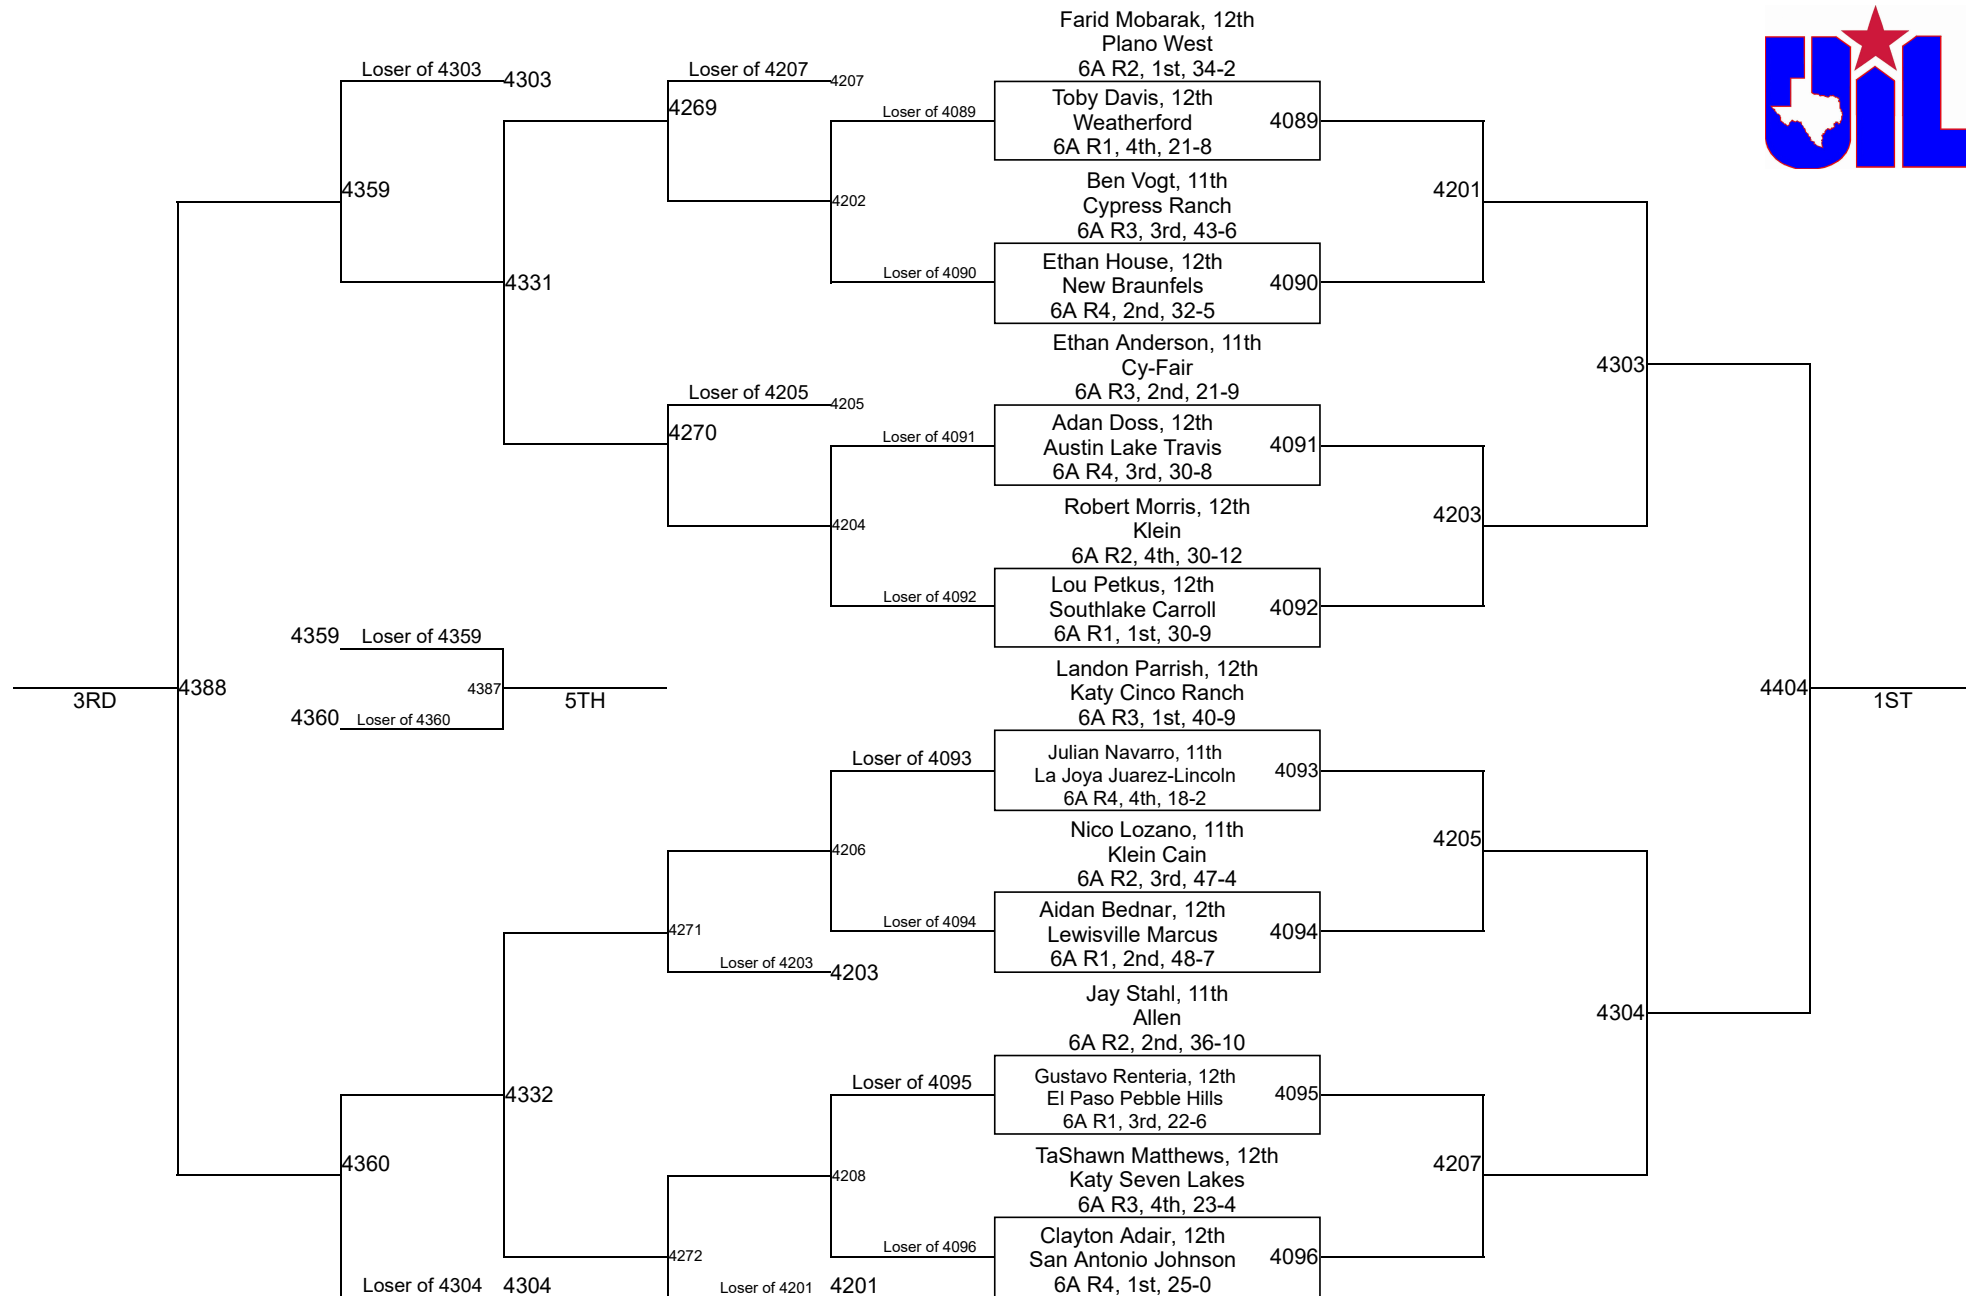 Farid Mobarak, 12th
Plano West
6A R2, 1st, 34-2
UIL
Loser of 4303 4303
Loser of 4207 4207
4269
Loser of 4089
Toby Davis, 12th
Weatherford
6A R1, 4th, 21-8
4089
4359
4202
Ben Vogt, 11th
Cypress Ranch
6A R3, 3rd, 43-6
4201
Loser of 4090
Ethan House, 12th
New Braunfels
6A R4, 2nd, 32-5
4090
4331
Ethan Anderson, 11th
Cy-Fair
6A R3, 2nd, 21-9
4303
Loser of 4205 4205
4270
Loser of 4091
Adan Doss, 12th
Austin Lake Travis
6A R4, 3rd, 30-8
4091
4204
Robert Morris, 12th
Klein
6A R2, 4th, 30-12
4203
Loser of 4092
Lou Petkus, 12th
Southlake Carroll
6A R1, 1st, 30-9
4092
4359 Loser of 4359
3RD
4388
4387
5TH
4360 Loser of 4360
Landon Parrish, 12th
Katy Cinco Ranch
6A R3, 1st, 40-9
4404
1ST
Loser of 4093
Julian Navarro, 11th
La Joya Juarez-Lincoln
6A R4, 4th, 18-2
4093
4206
Nico Lozano, 11th
Klein Cain
6A R2, 3rd, 47-4
4205
4271
Loser of 4094
Aidan Bednar, 12th
Lewisville Marcus
6A R1, 2nd, 48-7
4094
Loser of 4203 4203
Jay Stahl, 11th
Allen
6A R2, 2nd, 36-10
4304
4332
Loser of 4095
Gustavo Renteria, 12th
El Paso Pebble Hills
6A R1, 3rd, 22-6
4095
4360
4208
TaShawn Matthews, 12th
Katy Seven Lakes
6A R3, 4th, 23-4
4207
4272
Loser of 4096
Clayton Adair, 12th
San Antonio Johnson
6A R4, 1st, 25-0
4096
Loser of 4304 4304
Loser of 4201 4201